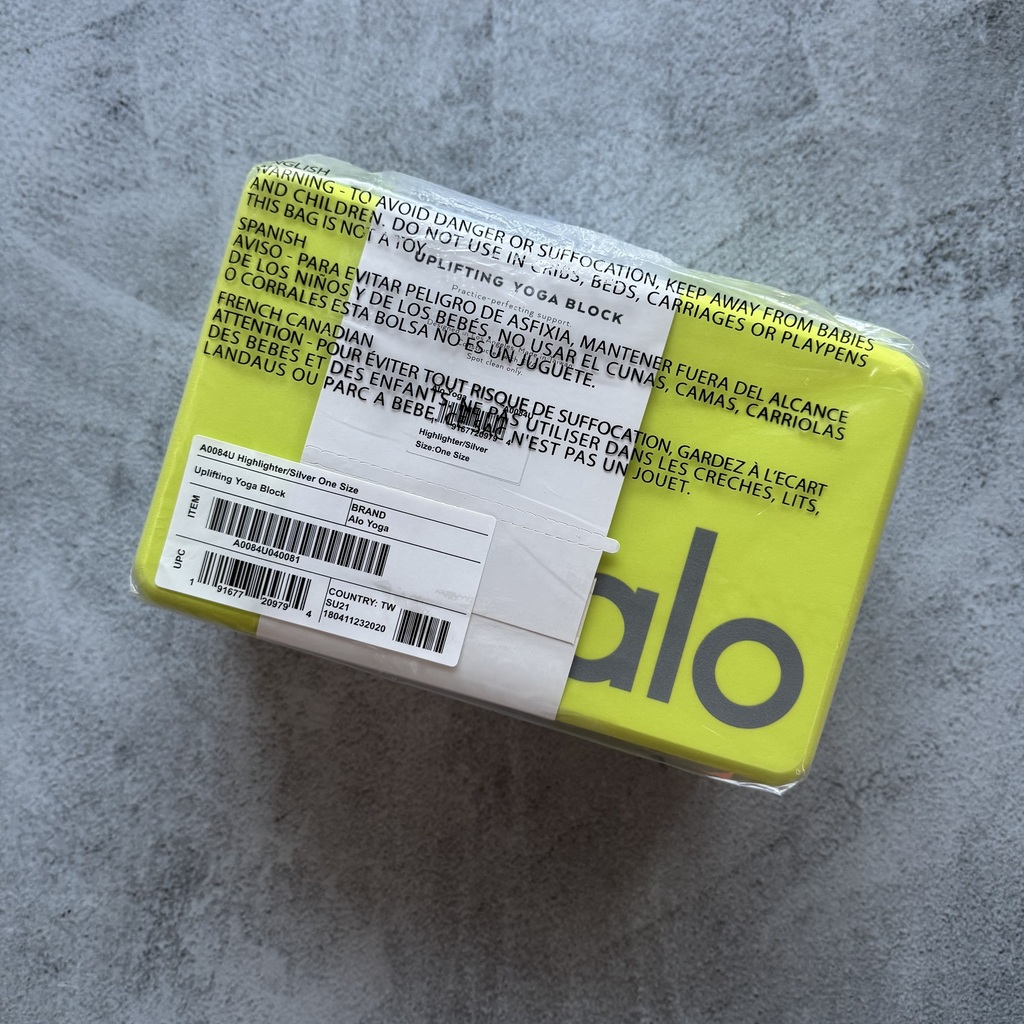 ENGLISH
WARNING - TO AVOID DANGER OR SUFFOCATION, KEEP AWAY FROM BABIES
AND CHILDREN. DO NOT USE IN CRIBS, BEDS, CARRIAGES OR PLAYPENS
THIS BAG IS NOT A TOY.
SPANISH
AVISO - PARA EVITAR PELIGRO DE ASFIXIA, MANTENER FUERA DEL ALCANCE
DE LOS NIÑOS Y DE LOS BEBES, NO USAR EL CUNAS, CAMAS, CARRIOLAS
O CORRALES ESTA BOLSA NO ES UN JUGUETE.
FRENCH CANADIAN
ATTENTION - POUR ÉVITER TOUT RISQUE DE SUFFOCATION, GARDEZ À L'ECART
DES BEBES ET DES ENFANTS, NE PAS UTILISER DANS LES CRECHES, LITS,
LANDAUS OU PARC A BEBE. CE SAC N'EST PAS UN JOUET.
UPLIFTING YOGA BLOCK
Practice-perfecting support.
Spot clean only.
A0084U
Highlighter/Silver
Size:One Size
A0084U Highlighter/Silver One Size
Uplifting Yoga Block
BRAND
Alo Yoga
ITEM
A0084U040081
UPC
1 91677 20979 4
COUNTRY: TW
SU21
180411232020
alo